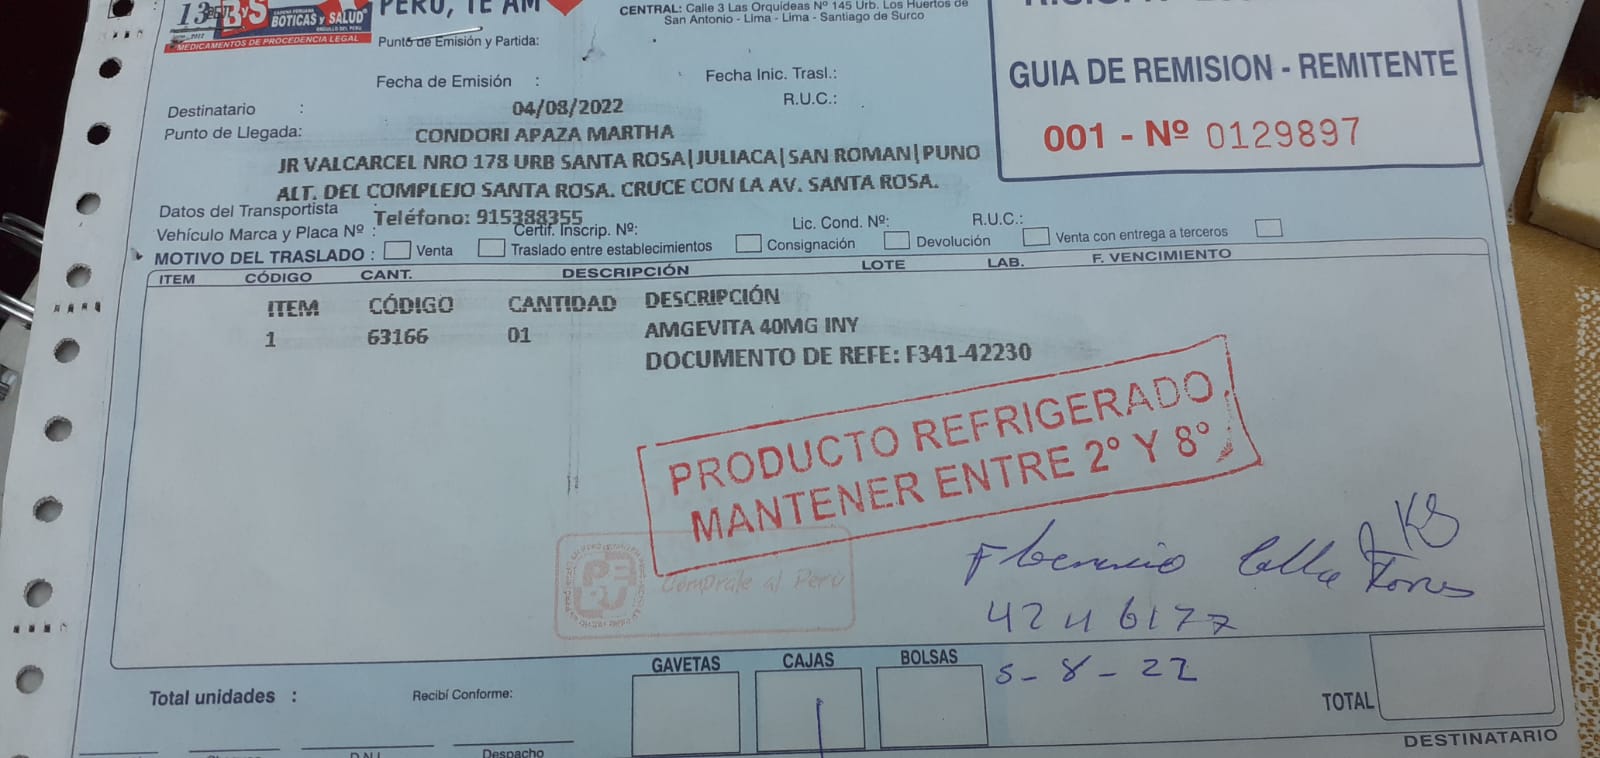 13
ByS
BOTICAS y SALUD
MEDICAMENTOS DE PROCEDENCIA LEGAL
PERÚ, TE AM
CENTRAL: Calle 3 Las Orquídeas Nº 145 Urb. Los Huertos de
San Antonio - Lima - Lima - Santiago de Surco
Punto de Emisión y Partida:
Fecha de Emisión :
Fecha Inic. Trasl.:
R.U.C.:
GUIA DE REMISION - REMITENTE
001 - Nº 0129897
Destinatario :
04/08/2022
Punto de Llegada:
CONDORI APAZA MARTHA
JR VALCARCEL NRO 178 URB SANTA ROSA|JULIACA|SAN ROMAN|PUNO
ALT. DEL COMPLEJO SANTA ROSA. CRUCE CON LA AV. SANTA ROSA.
Datos del Transportista
Teléfono: 915388355
Vehículo Marca y Placa Nº :
Certif. Inscrip. Nº:
Lic. Cond. Nº:
R.U.C.:
MOTIVO DEL TRASLADO : Venta Traslado entre establecimientos Consignación Devolución Venta con entrega a terceros
ITEM CÓDIGO CANT. DESCRIPCIÓN LOTE LAB. F. VENCIMIENTO
ITEM CÓDIGO CANTIDAD DESCRIPCIÓN
1 63166 01 AMGEVITA 40MG INY
DOCUMENTO DE REFE: F341-42230
PRODUCTO REFRIGERADO
MANTENER ENTRE 2° Y 8°
PERU
Cómprale al Perú
42116177
5-8-22
GAVETAS CAJAS BOLSAS
Total unidades :
Recibí Conforme:
TOTAL
D.N.I.
Despacho
DESTINATARIO